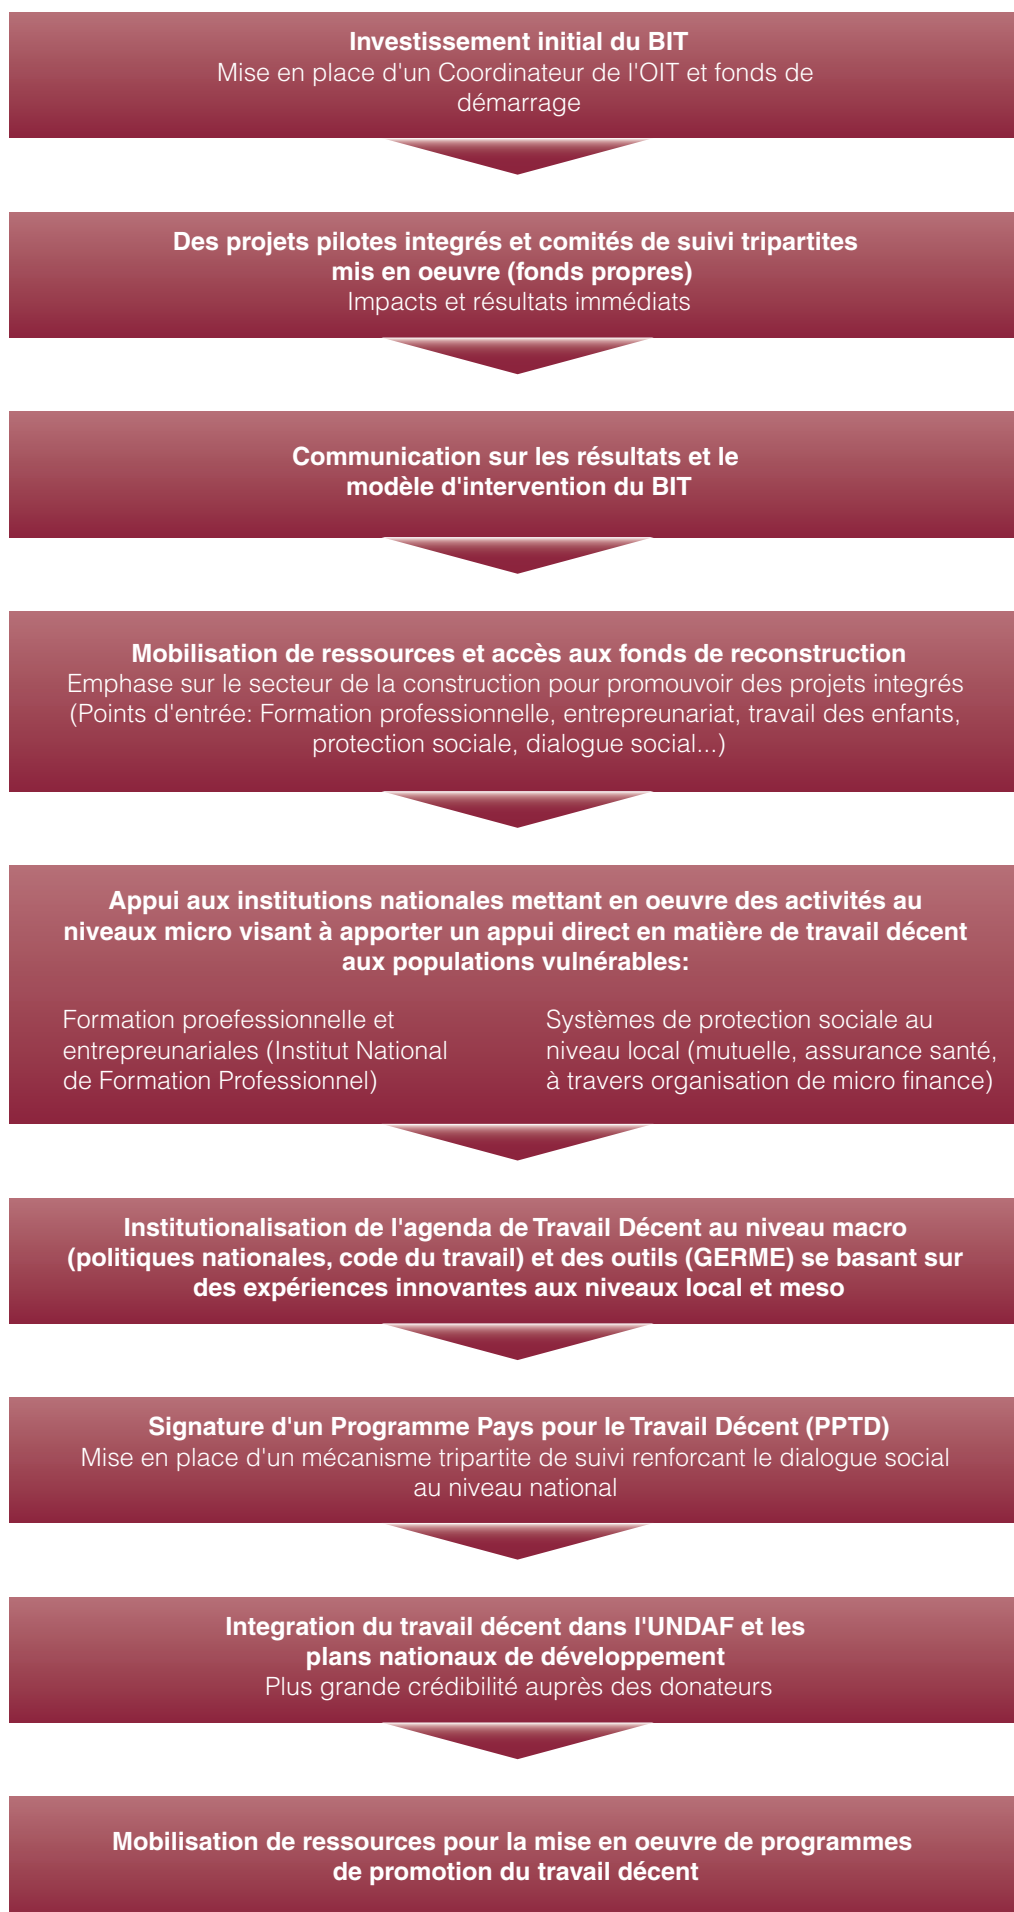 Investissement initial du BIT
Mise en place d'un Coordinateur de l'OIT et fonds de
démarrage
Des projets pilotes integrés et comités de suivi tripartites
mis en oeuvre (fonds propres)
Impacts et résultats immédiats
Communication sur les résultats et le
modèle d'intervention du BIT
Mobilisation de ressources et accès aux fonds de reconstruction
Emphase sur le secteur de la construction pour promouvoir des projets integrés
(Points d'entrée: Formation professionnelle, entrepreunariat, travail des enfants,
protection sociale, dialogue social...)
Appui aux institutions nationales mettant en oeuvre des activités au
niveaux micro visant à apporter un appui direct en matière de travail décent
aux populations vulnérables:
Formation proefessionnelle et
entrepreunariales (Institut National
de Formation Professionnel)
Systèmes de protection sociale au
niveau local (mutuelle, assurance santé,
à travers organisation de micro finance)
Institutionalisation de l'agenda de Travail Décent au niveau macro
(politiques nationales, code du travail) et des outils (GERME) se basant sur
des expériences innovantes aux niveaux local et meso
Signature d'un Programme Pays pour le Travail Décent (PPTD)
Mise en place d'un mécanisme tripartite de suivi renforcant le dialogue social
au niveau national
Integration du travail décent dans l'UNDAF et les
plans nationaux de développement
Plus grande crédibilité auprès des donateurs
Mobilisation de ressources pour la mise en oeuvre de programmes
de promotion du travail décent